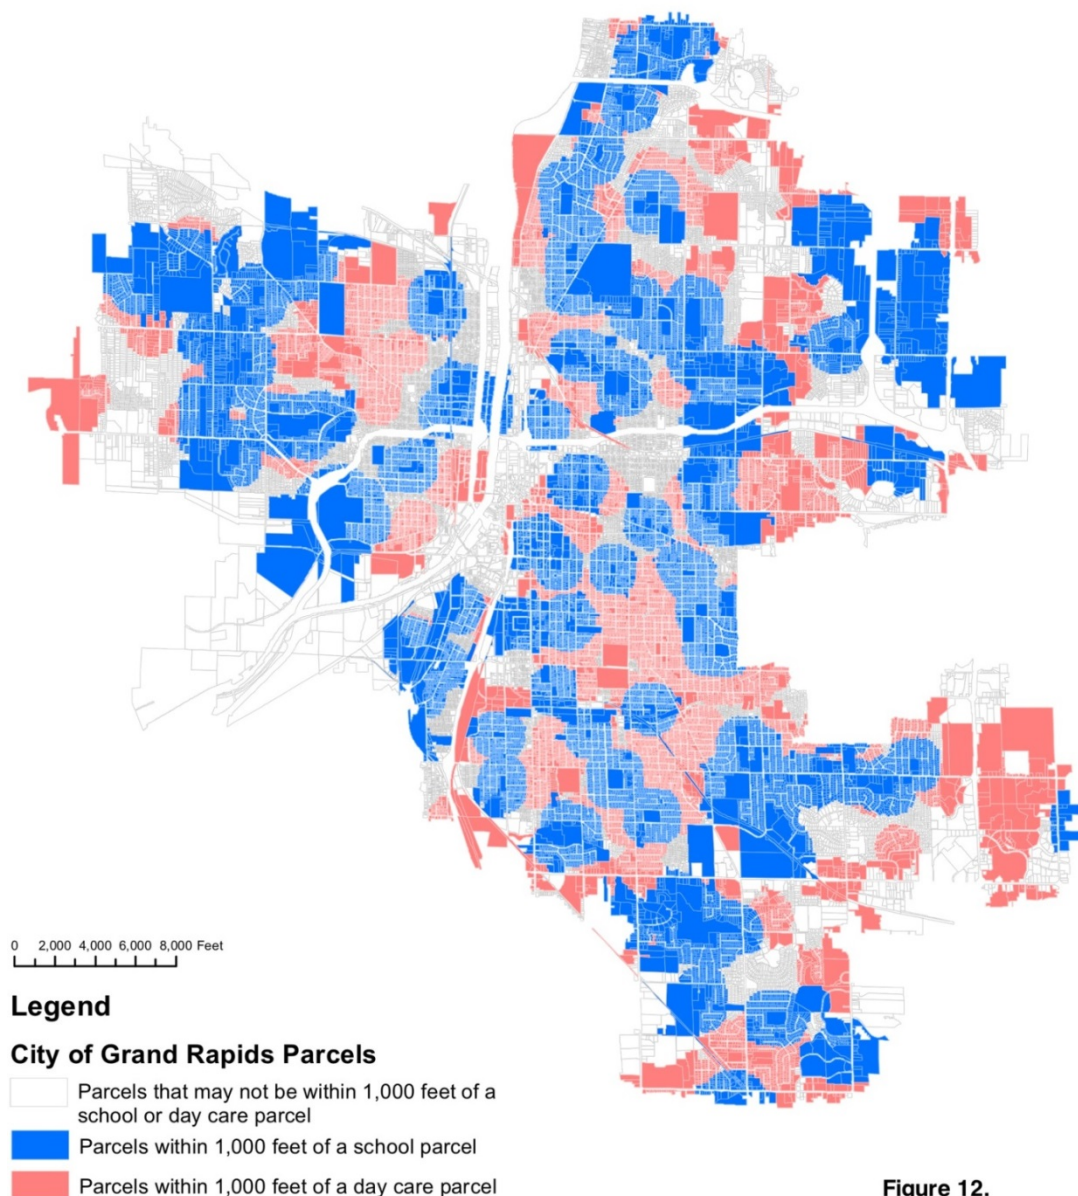 0 2,000 4,000 6,000 8,000 Feet
Legend
City of Grand Rapids Parcels
Parcels that may not be within 1,000 feet of a
school or day care parcel
Parcels within 1,000 feet of a school parcel
Parcels within 1,000 feet of a day care parcel
Figure 12.